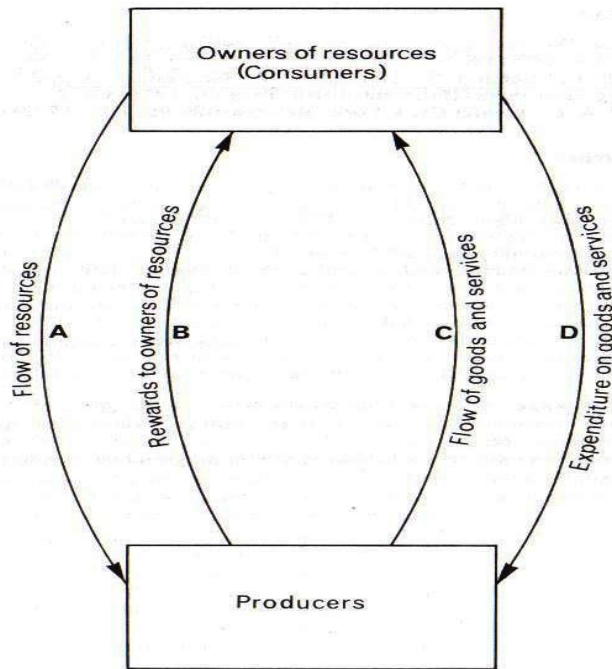 Owners of resources
(Consumers)
Flow of resources
A
Rewards to owners of resources
B
C
Flow of goods and services
D
Expenditure on goods and services
Producers